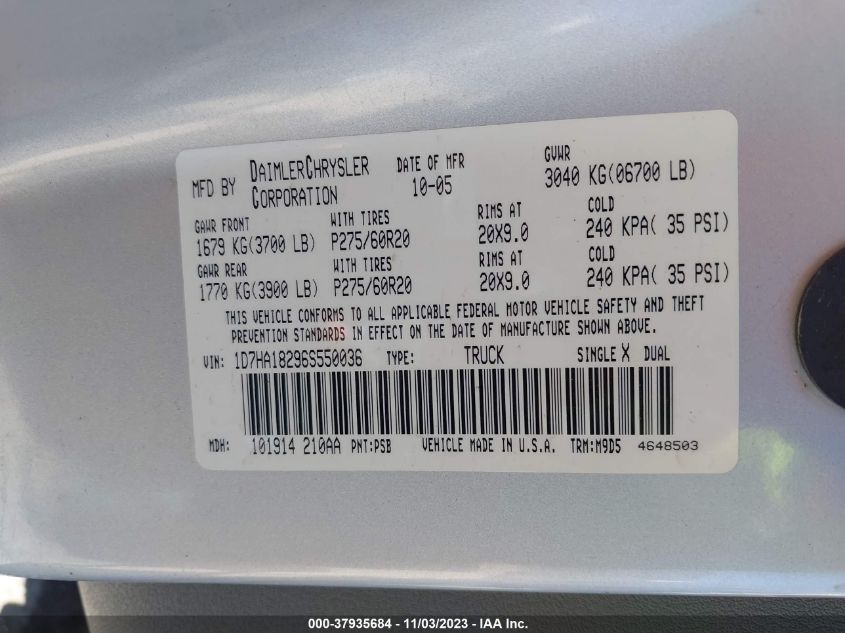 MFD BY DAIMLERCHRYSLER CORPORATION DATE OF MFR 10-05 GVWR 3040 KG(06700 LB)
GAWR FRONT WITH TIRES RIMS AT COLD
1679 KG(3700 LB) P275/60R20 20X9.0 240 KPA( 35 PSI)
GAWR REAR WITH TIRES RIMS AT COLD
1770 KG(3900 LB) P275/60R20 20X9.0 240 KPA( 35 PSI)
THIS VEHICLE CONFORMS TO ALL APPLICABLE FEDERAL MOTOR VEHICLE SAFETY AND THEFT
PREVENTION STANDARDS IN EFFECT ON THE DATE OF MANUFACTURE SHOWN ABOVE.
VIN: 1D7HA18296S550036 TYPE: TRUCK SINGLE X DUAL
MDH: 101914 210AA PNT:PSB VEHICLE MADE IN U.S.A. TRM:M9D5 4648503
000-37935684 - 11/03/2023 - IAA Inc.